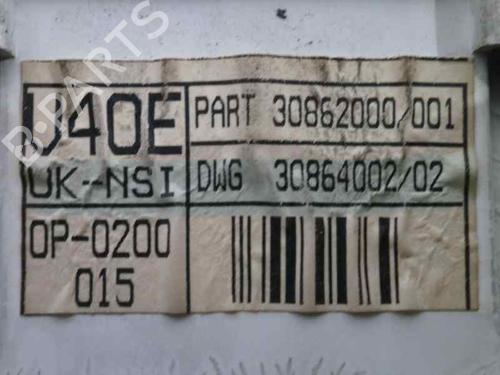 U40E
UK--NSI
OP-0200
015
PART 30862000/001
DWG 30864002/02
B-PARTS